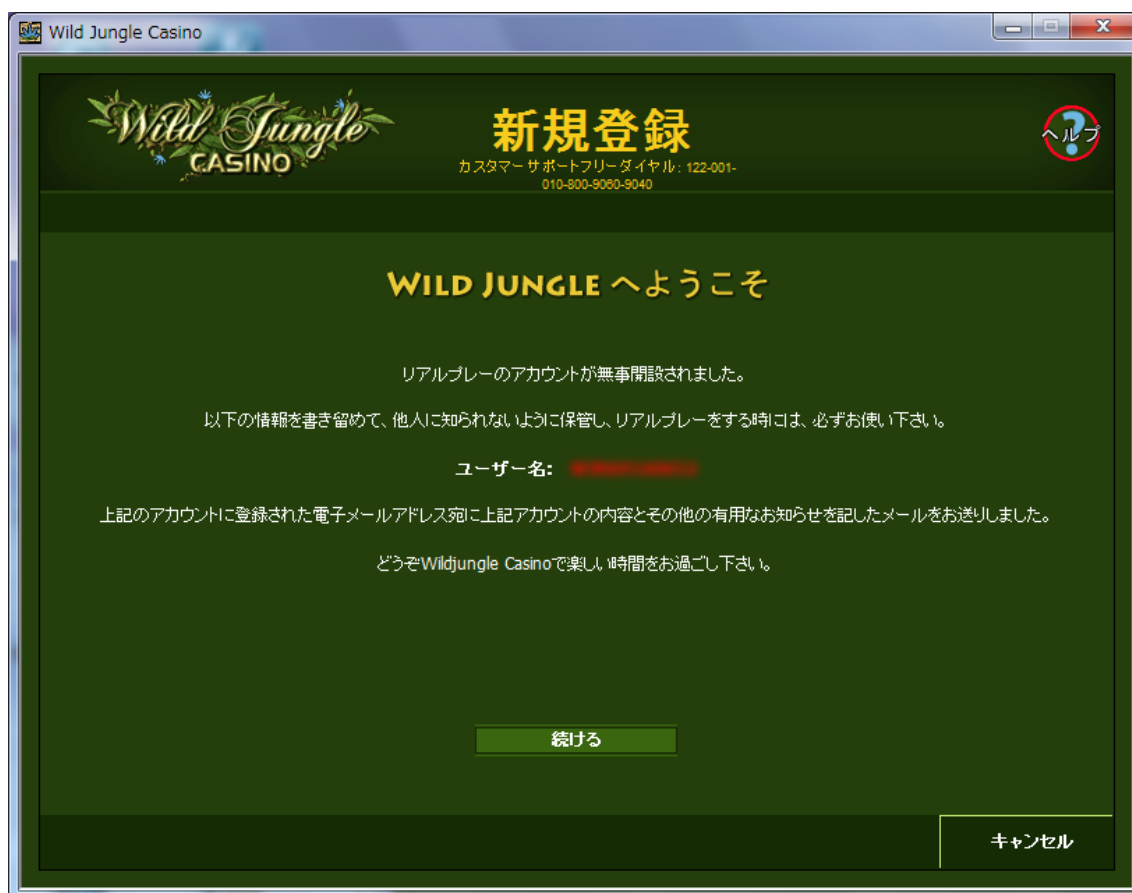 Wild Jungle Casino
Wild Jungle
CASINO
新規登録
カスタマーサポートフリーダイヤル: 122-001-
010-800-9060-9040
ヘルプ
WILD JUNGLE へようこそ
リアルプレーのアカウントが無事開設されました。
以下の情報を書き留めて、他人に知られないように保管し、リアルプレーをする時には、必ずお使い下さい。
ユーザー名:
上記のアカウントに登録された電子メールアドレス宛に上記アカウントの内容とその他の有用なお知らせを記したメールをお送りしました。
どうぞWildjungle Casinoで楽しい時間をお過ごし下さい。
続ける
キャンセル